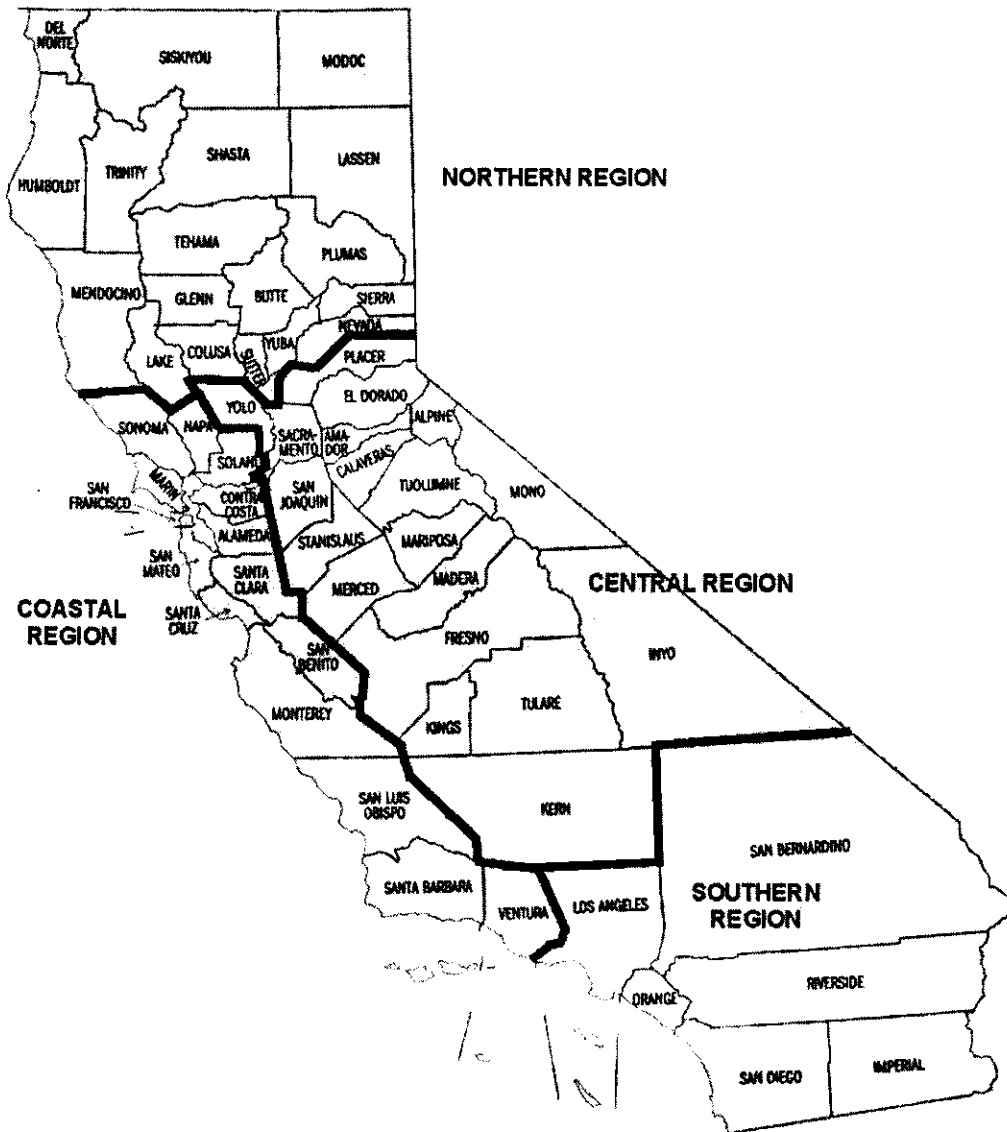 DEL
NORTE
SISKIYOU
MODOC
HUMBOLDT
TRINITY
SHASTA
LASSEN
NORTHERN REGION
TEHAMA
PLUMAS
MENDOCINO
GLENN
BUTTE
SIERRA
NEVADA
YUBA
SUTTER
COLUSA
LAKE
PLACER
YOLO
EL DORADO
SONOMA
NAPA
SACRA-
MENTO
AMA-
DOR
ALPINE
SOLANO
CALAVERAS
MARIN
SAN
FRANCISCO
CONTRA
COSTA
SAN
JOAQUIN
TUOLUMNE
MONO
ALAMEDA
STANISLAUS
MARIPOSA
SAN
MATEO
SANTA
CLARA
MERCED
MADERA
CENTRAL REGION
COASTAL
REGION
SANTA
CRUZ
SAN
BENITO
FRESNO
INYO
MONTEREY
KINGS
TULARE
SAN LUIS
OBISPO
KERN
SAN BERNARDINO
SANTA BARBARA
VENTURA
LOS ANGELES
SOUTHERN
REGION
ORANGE
RIVERSIDE
SAN DIEGO
IMPERIAL